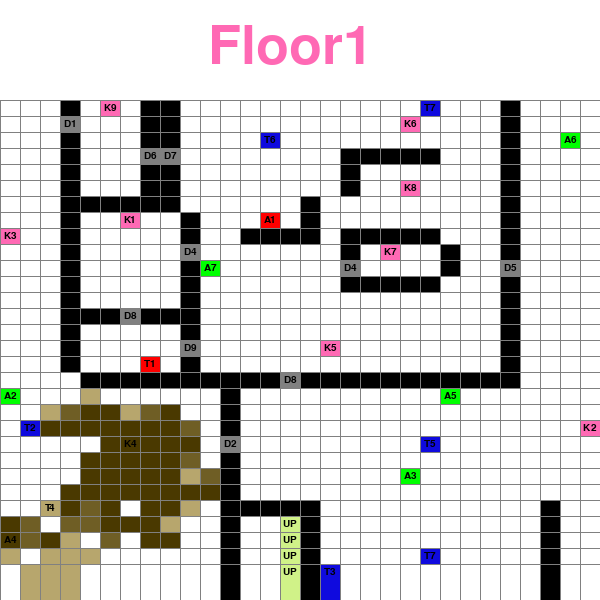 Floor1
K9 T7
D1 K6
T6 A6
D6 D7
K8
K1 A1
K3
D4 K7
A7 D4 D5
D8
D9 K5
T1
D8
A2 A5
T2 K2
K4 D2 T5
A3
T4
UP
A4 UP
UP T7
UP T3